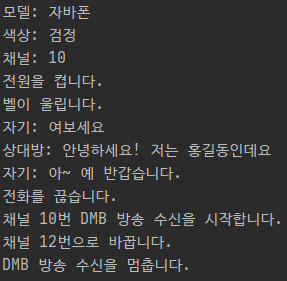 모델: 자바폰
색상: 검정
채널: 10
전원을 켭니다.
벨이 울립니다.
자기: 여보세요
상대방: 안녕하세요! 저는 홍길동인데요
자기: 아~ 예 반갑습니다.
전화를 끊습니다.
채널 10번 DMB 방송 수신을 시작합니다.
채널 12번으로 바꿉니다.
DMB 방송 수신을 멈춥니다.